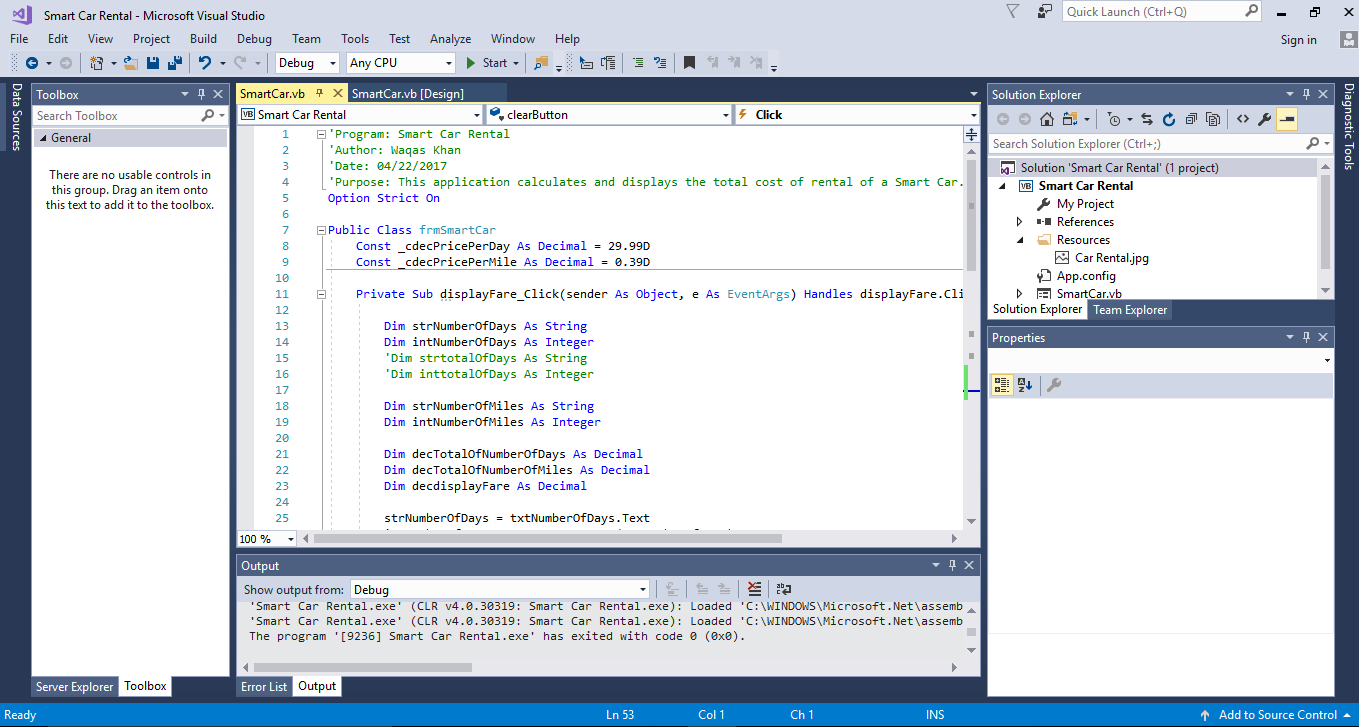 Smart Car Rental - Microsoft Visual Studio
Quick Launch (Ctrl+Q)
File Edit View Project Build Debug Team Tools Test Analyze Window Help
Sign in
Debug Any CPU Start
Data Sources
Toolbox
Search Toolbox
General
There are no usable controls in
this group. Drag an item onto
this text to add it to the toolbox.
Server Explorer Toolbox
SmartCar.vb SmartCar.vb [Design]
VB Smart Car Rental clearButton Click
1 'Program: Smart Car Rental
2 'Author: Waqas Khan
3 'Date: 04/22/2017
4 'Purpose: This application calculates and displays the total cost of rental of a Smart Car.
5 Option Strict On
6
7 Public Class frmSmartCar
8 Const _cdecPricePerDay As Decimal = 29.99D
9 Const _cdecPricePerMile As Decimal = 0.39D
10
11 Private Sub displayFare_Click(sender As Object, e As EventArgs) Handles displayFare.Cli
12
13 Dim strNumberOfDays As String
14 Dim intNumberOfDays As Integer
15 'Dim strtotalOfDays As String
16 'Dim inttotalOfDays As Integer
17
18 Dim strNumberOfMiles As String
19 Dim intNumberOfMiles As Integer
20
21 Dim decTotalOfNumberOfDays As Decimal
22 Dim decTotalOfNumberOfMiles As Decimal
23 Dim decdisplayFare As Decimal
24
25 strNumberOfDays = txtNumberOfDays.Text
100 %
Output
Show output from: Debug
'Smart Car Rental.exe' (CLR v4.0.30319: Smart Car Rental.exe): Loaded 'C:\WINDOWS\Microsoft.Net\assemb
'Smart Car Rental.exe' (CLR v4.0.30319: Smart Car Rental.exe): Loaded 'C:\WINDOWS\Microsoft.Net\assemb
The program '[9236] Smart Car Rental.exe' has exited with code 0 (0x0).
Error List Output
Solution Explorer
Search Solution Explorer (Ctrl+;)
Solution 'Smart Car Rental' (1 project)
VB Smart Car Rental
My Project
References
Resources
Car Rental.jpg
App.config
SmartCar.vb
Solution Explorer Team Explorer
Properties
Diagnostic Tools
Ready Ln 53 Col 1 Ch 1 INS Add to Source Control